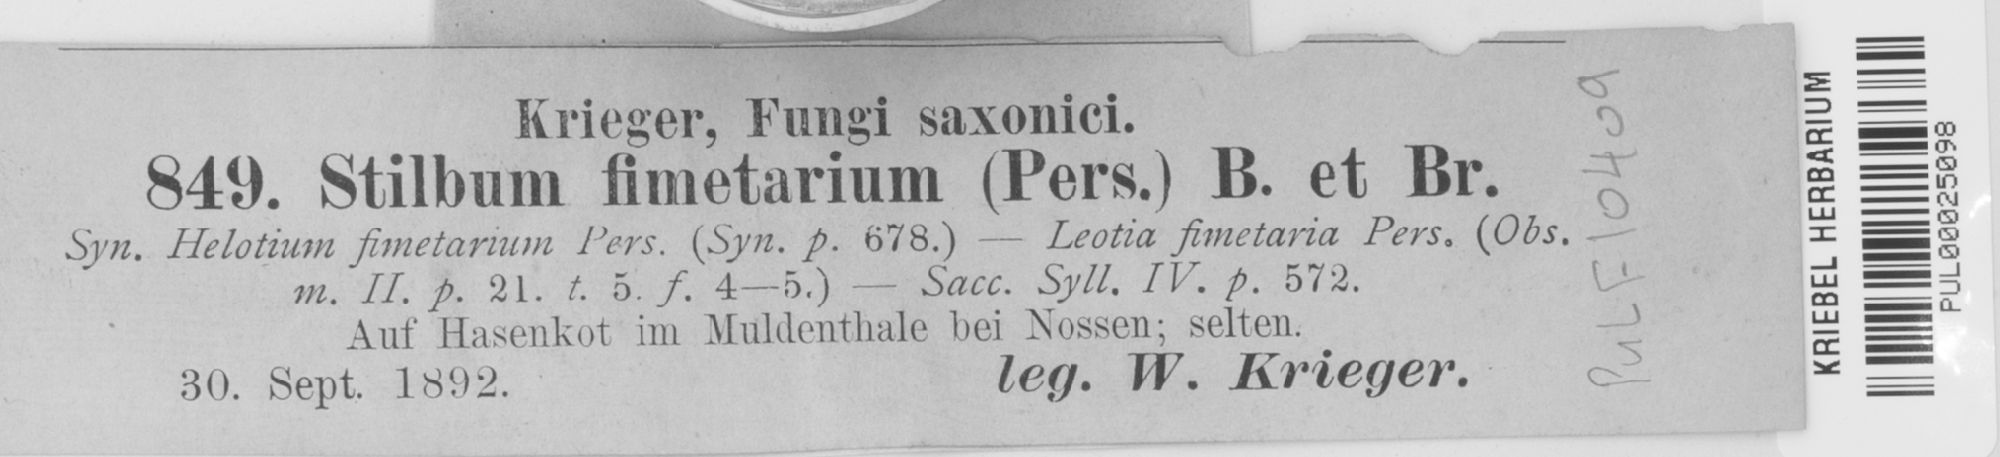 Krieger, Fungi saxonici.
849. Stilbum fimetarium (Pers.) B. et Br.
Syn. Helotium fimetarium Pers. (Syn. p. 678.) — Leotia fimetaria Pers. (Obs.
m. II. p. 21. t. 5. f. 4—5.) — Sacc. Syll. IV. p. 572.
Auf Hasenkot im Muldenthale bei Nossen; selten.
30. Sept. 1892. leg. W. Krieger.
PULF10409
KRIEBEL HERBARIUM
PUL00025098